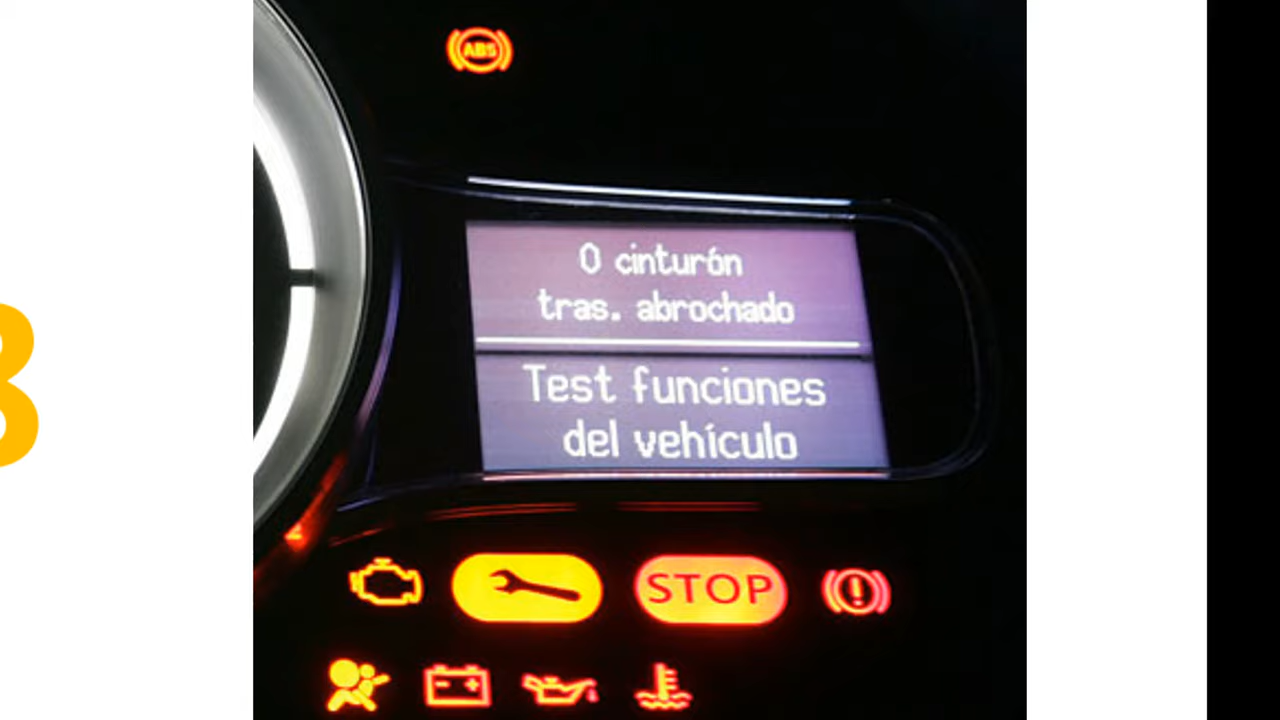 ABS
0 cinturón
tras. abrochado
Test funciones
del vehículo
STOP